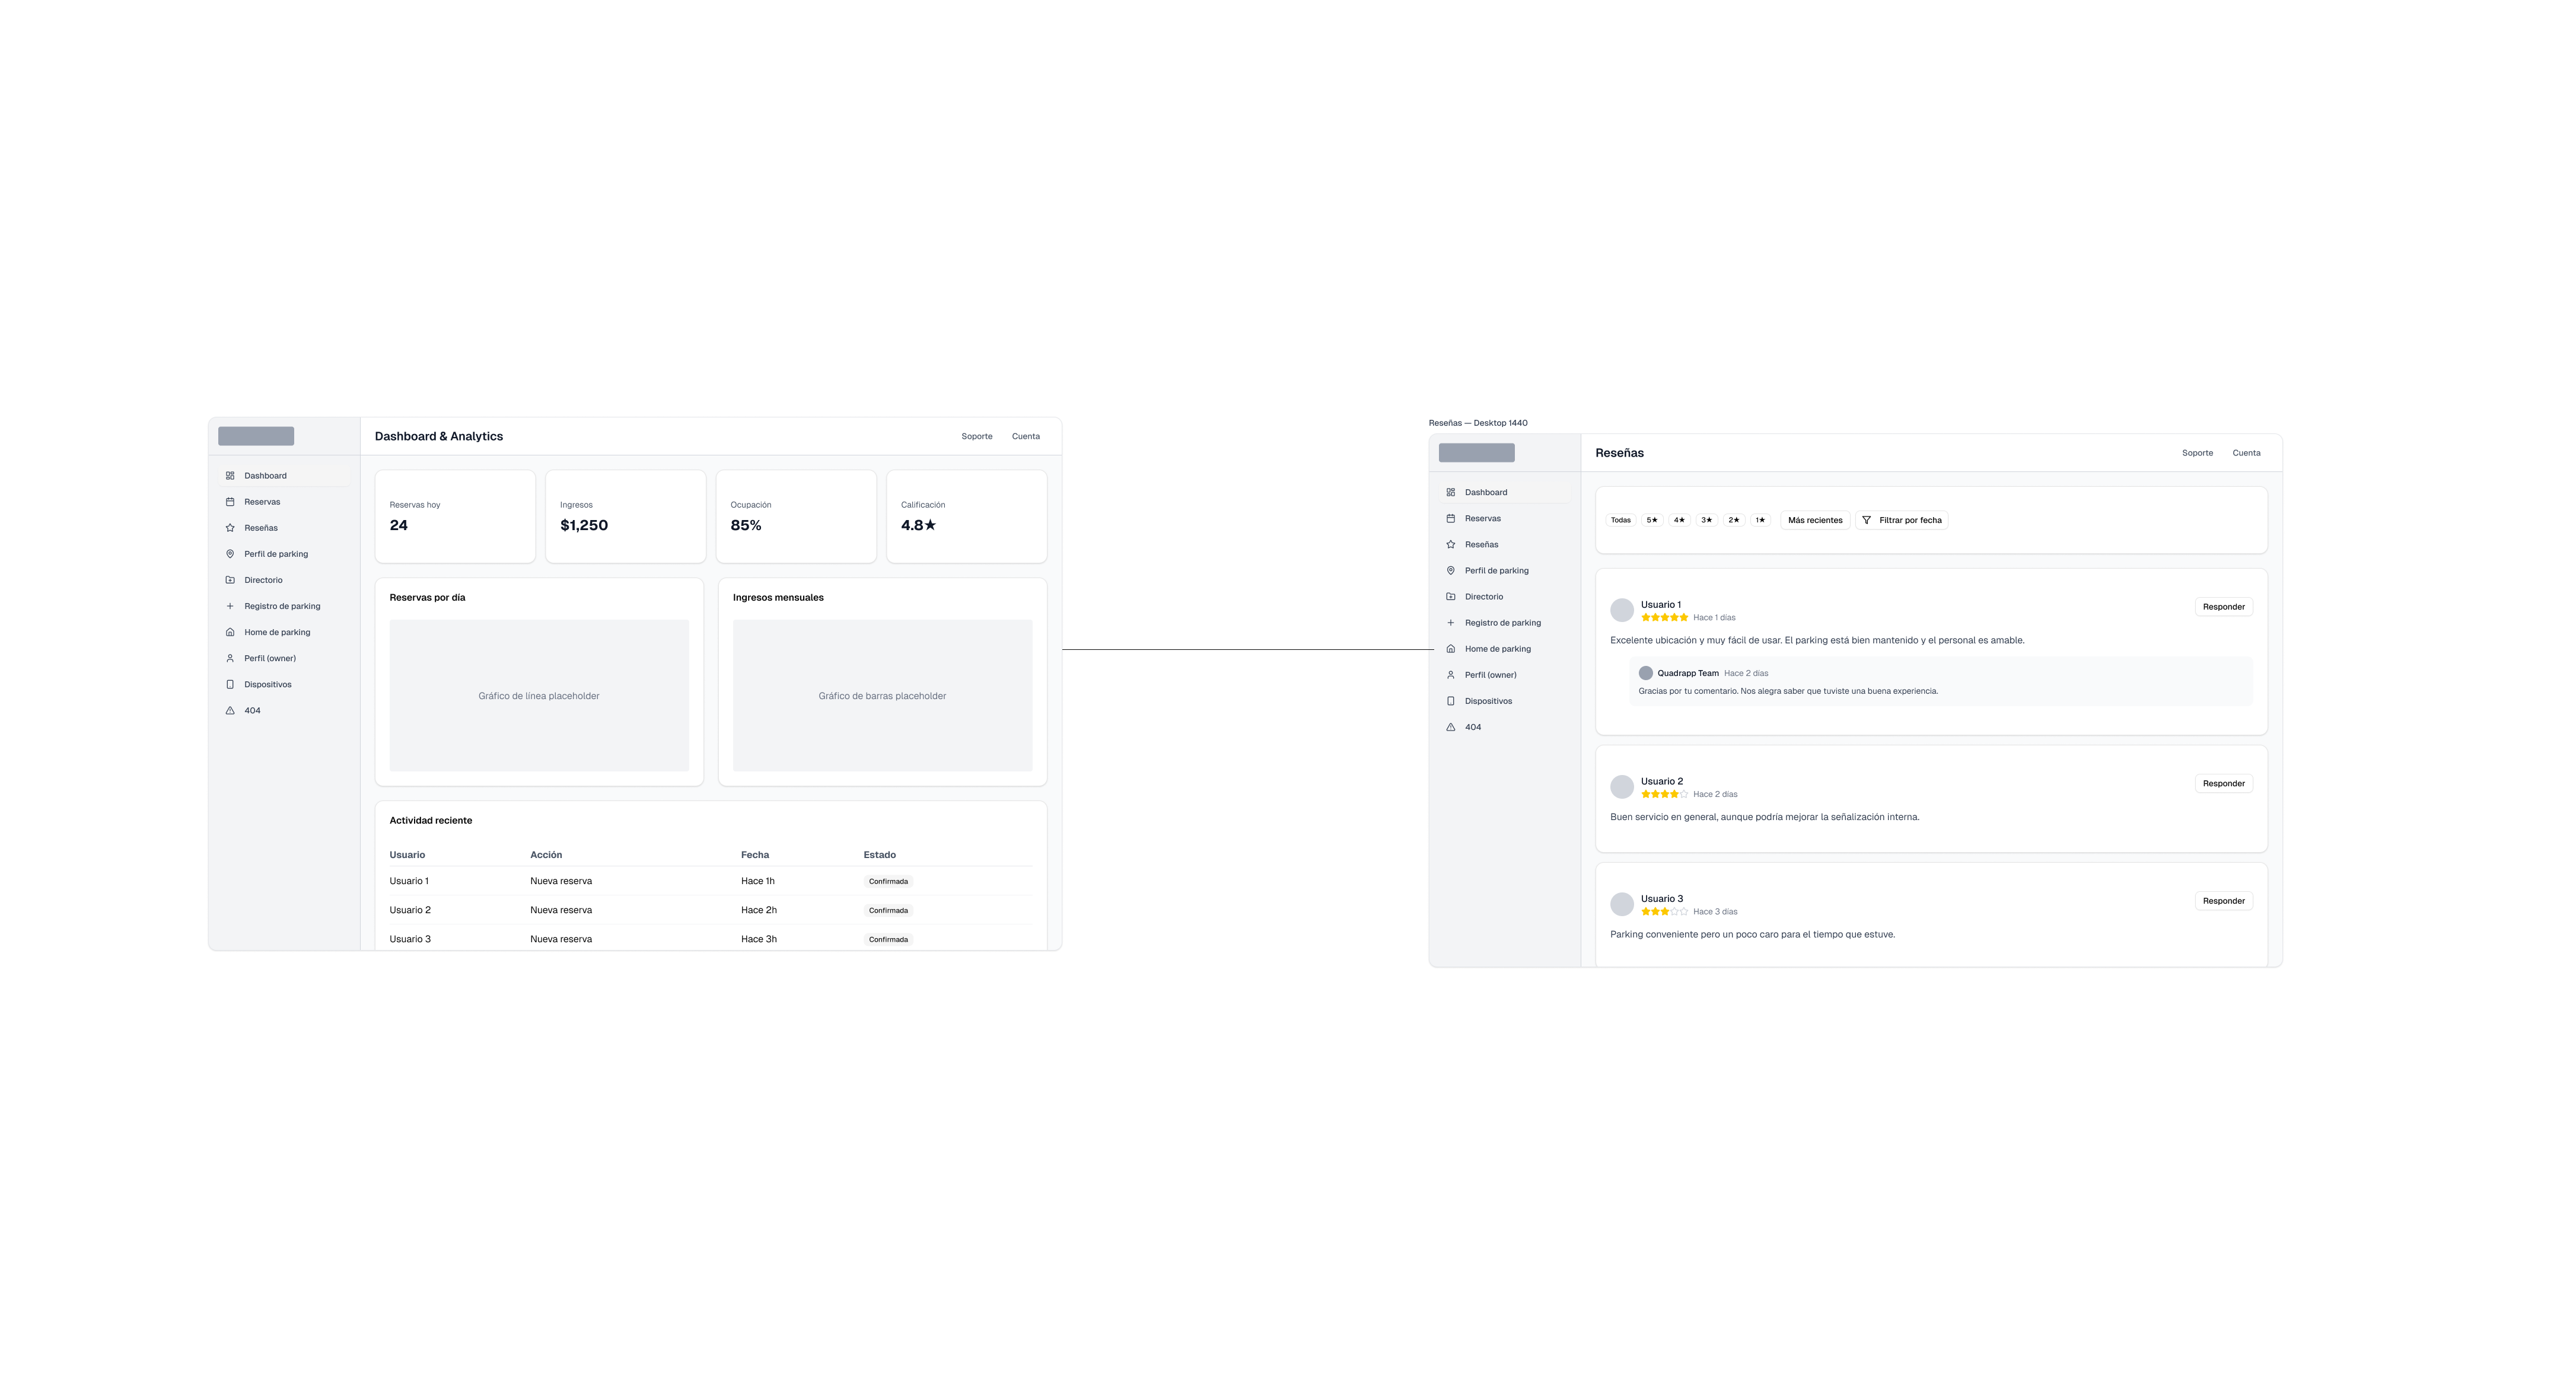 Dashboard & Analytics
Soporte
Cuenta
Dashboard
Reservas
Reseñas
Perfil de parking
Directorio
Registro de parking
Home de parking
Perfil (owner)
Dispositivos
404
Reservas hoy
24
Ingresos
$1,250
Ocupación
85%
Calificación
4.8★
Reservas por día
Gráfico de línea placeholder
Ingresos mensuales
Gráfico de barras placeholder
Actividad reciente
Usuario Acción Fecha Estado
Usuario 1 Nueva reserva Hace 1h Confirmada
Usuario 2 Nueva reserva Hace 2h Confirmada
Usuario 3 Nueva reserva Hace 3h Confirmada
Reseñas — Desktop 1440
Reseñas
Soporte
Cuenta
Dashboard
Reservas
Reseñas
Perfil de parking
Directorio
Registro de parking
Home de parking
Perfil (owner)
Dispositivos
404
Todas 5★ 4★ 3★ 2★ 1★ Más recientes Filtrar por fecha
Usuario 1
Hace 1 días
Responder
Excelente ubicación y muy fácil de usar. El parking está bien mantenido y el personal es amable.
Quadrapp Team Hace 2 días
Gracias por tu comentario. Nos alegra saber que tuviste una buena experiencia.
Usuario 2
Hace 2 días
Responder
Buen servicio en general, aunque podría mejorar la señalización interna.
Usuario 3
Hace 3 días
Responder
Parking conveniente pero un poco caro para el tiempo que estuve.